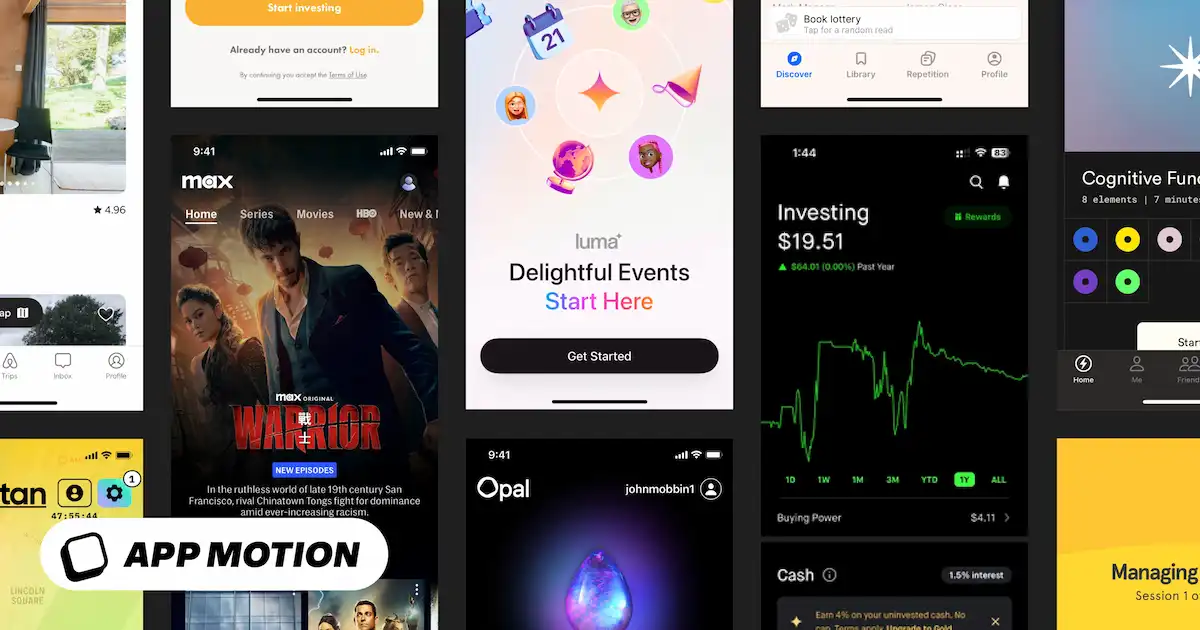 4.96
Trips
Inbox
Profile
tan
1
47:55:44
LINCOLN
SQUARE
APP MOTION
Start investing
Already have an account? Log in.
By continuing you accept the Terms of Use
9:41
max
Home Series Movies HBO New &
max ORIGINAL
WARRIOR
戰
士
NEW EPISODES
In the ruthless world of late 19th century San
Francisco, rival Chinatown Tongs fight for dominance
amid ever-increasing racism.
21
luma
Delightful Events
Start Here
Get Started
9:41
Opal
johnmobbin1
Book lottery
Tap for a random read
Discover Library Repetition Profile
1:44
83
Investing
$19.51
Rewards
$64.01 (0.00%) Past Year
1D 1W 1M 3M YTD 1Y ALL
Buying Power $4.11
Cash 1.5% interest
Earn 4% on your uninvested cash. No
cap. Terms apply. Upgrade to Gold
Cognitive Fun
8 elements | 7 minute
Star
Home Me Friend
Managing
Session 1 o